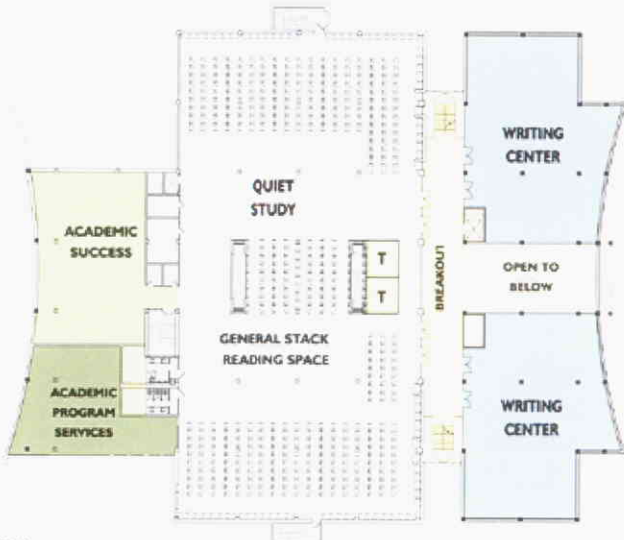 WRITING
CENTER
QUIET
STUDY
ACADEMIC
SUCCESS
T
T
BREAKOUT
OPEN TO
BELOW
GENERAL STACK
READING SPACE
ACADEMIC
PROGRAM
SERVICES
WRITING
CENTER